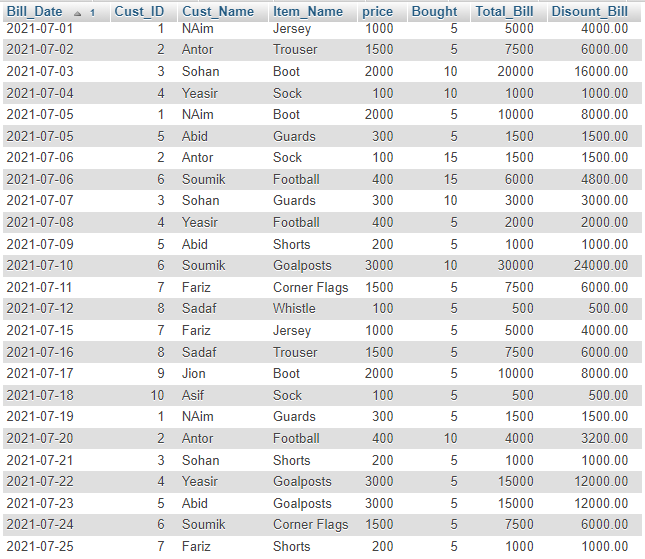 Bill_Date 1 Cust_ID Cust_Name Item_Name price Bought Total_Bill Disount_Bill
2021-07-01 1 NAim Jersey 1000 5 5000 4000.00
2021-07-02 2 Antor Trouser 1500 5 7500 6000.00
2021-07-03 3 Sohan Boot 2000 10 20000 16000.00
2021-07-04 4 Yeasir Sock 100 10 1000 1000.00
2021-07-05 1 NAim Boot 2000 5 10000 8000.00
2021-07-05 5 Abid Guards 300 5 1500 1500.00
2021-07-06 2 Antor Sock 100 15 1500 1500.00
2021-07-06 6 Soumik Football 400 15 6000 4800.00
2021-07-07 3 Sohan Guards 300 10 3000 3000.00
2021-07-08 4 Yeasir Football 400 5 2000 2000.00
2021-07-09 5 Abid Shorts 200 5 1000 1000.00
2021-07-10 6 Soumik Goalposts 3000 10 30000 24000.00
2021-07-11 7 Fariz Corner Flags 1500 5 7500 6000.00
2021-07-12 8 Sadaf Whistle 100 5 500 500.00
2021-07-15 7 Fariz Jersey 1000 5 5000 4000.00
2021-07-16 8 Sadaf Trouser 1500 5 7500 6000.00
2021-07-17 9 Jion Boot 2000 5 10000 8000.00
2021-07-18 10 Asif Sock 100 5 500 500.00
2021-07-19 1 NAim Guards 300 5 1500 1500.00
2021-07-20 2 Antor Football 400 10 4000 3200.00
2021-07-21 3 Sohan Shorts 200 5 1000 1000.00
2021-07-22 4 Yeasir Goalposts 3000 5 15000 12000.00
2021-07-23 5 Abid Goalposts 3000 5 15000 12000.00
2021-07-24 6 Soumik Corner Flags 1500 5 7500 6000.00
2021-07-25 7 Fariz Shorts 200 5 1000 1000.00